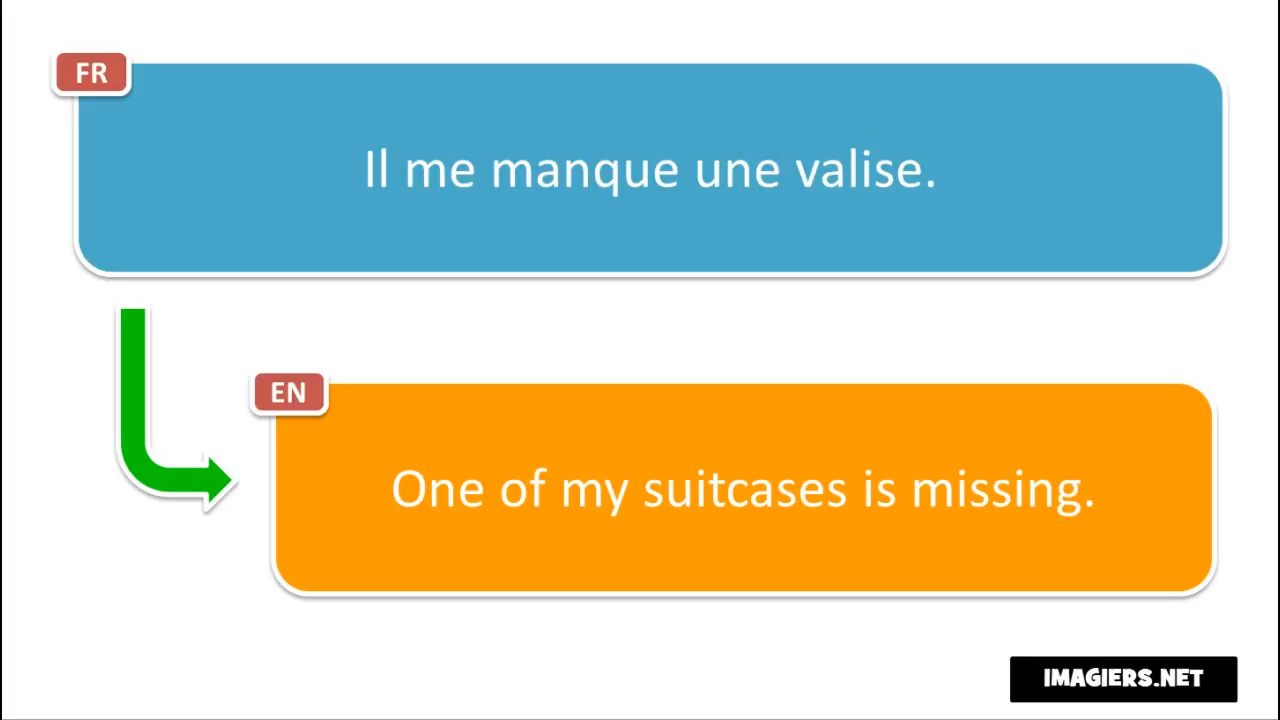 FR
Il me manque une valise.
EN
One of my suitcases is missing.
IMAGIERS.NET